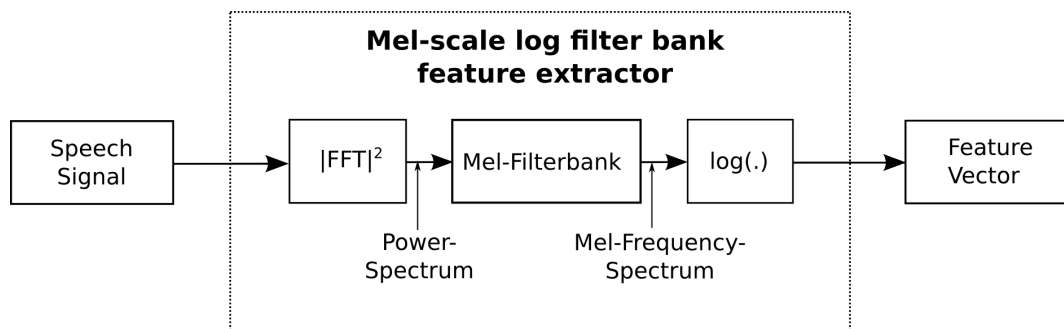 Mel-scale log filter bank
feature extractor
Speech
Signal
|FFT|²
Mel-Filterbank
log(.)
Feature
Vector
Power-
Spectrum
Mel-Frequency-
Spectrum